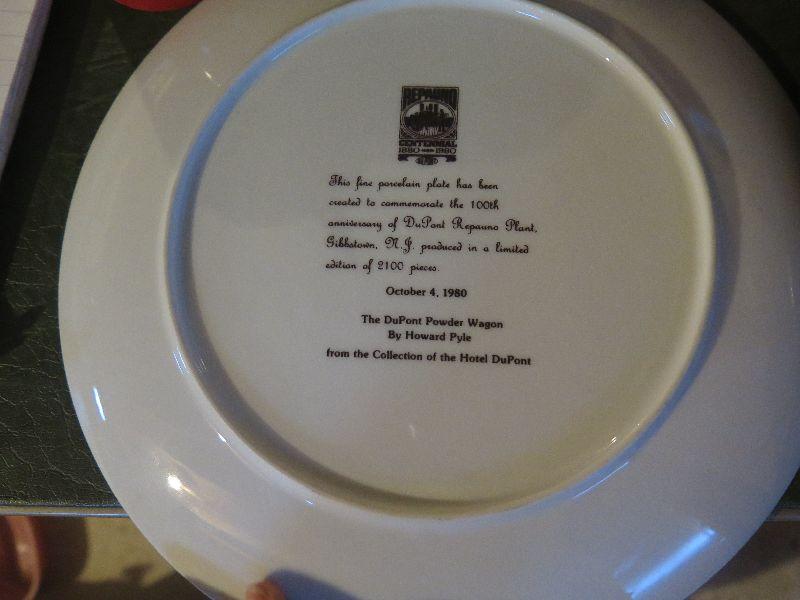 REPAUNO
CENTENNIAL
1880 1980
This fine porcelain plate has been
created to commemorate the 100th
anniversary of DuPont Repauno Plant,
Gibbstown, N.J. produced in a limited
edition of 2100 pieces.
October 4, 1980
The DuPont Powder Wagon
By Howard Pyle
from the Collection of the Hotel DuPont